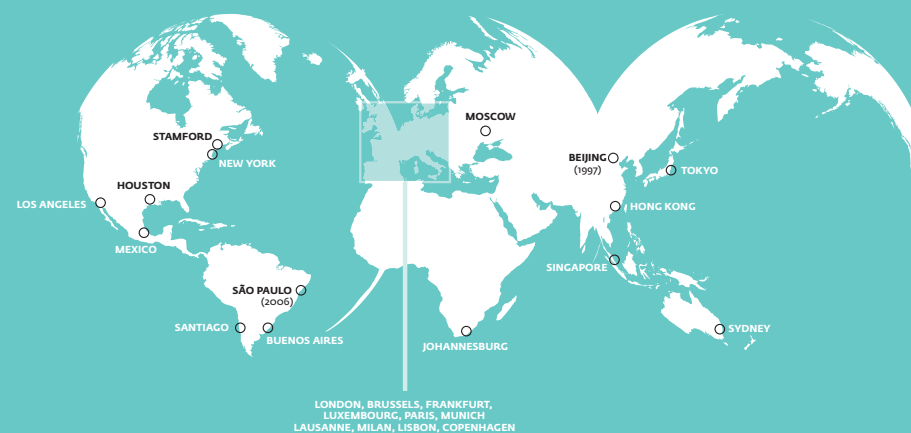 MOSCOW
STAMFORD
NEW YORK
BEIJING
(1997)
TOKYO
HOUSTON
LOS ANGELES
HONG KONG
MEXICO
SINGAPORE
SÃO PAULO
(2006)
SANTIAGO
BUENOS AIRES
JOHANNESBURG
SYDNEY
LONDON, BRUSSELS, FRANKFURT,
LUXEMBOURG, PARIS, MUNICH
LAUSANNE, MILAN, LISBON, COPENHAGEN